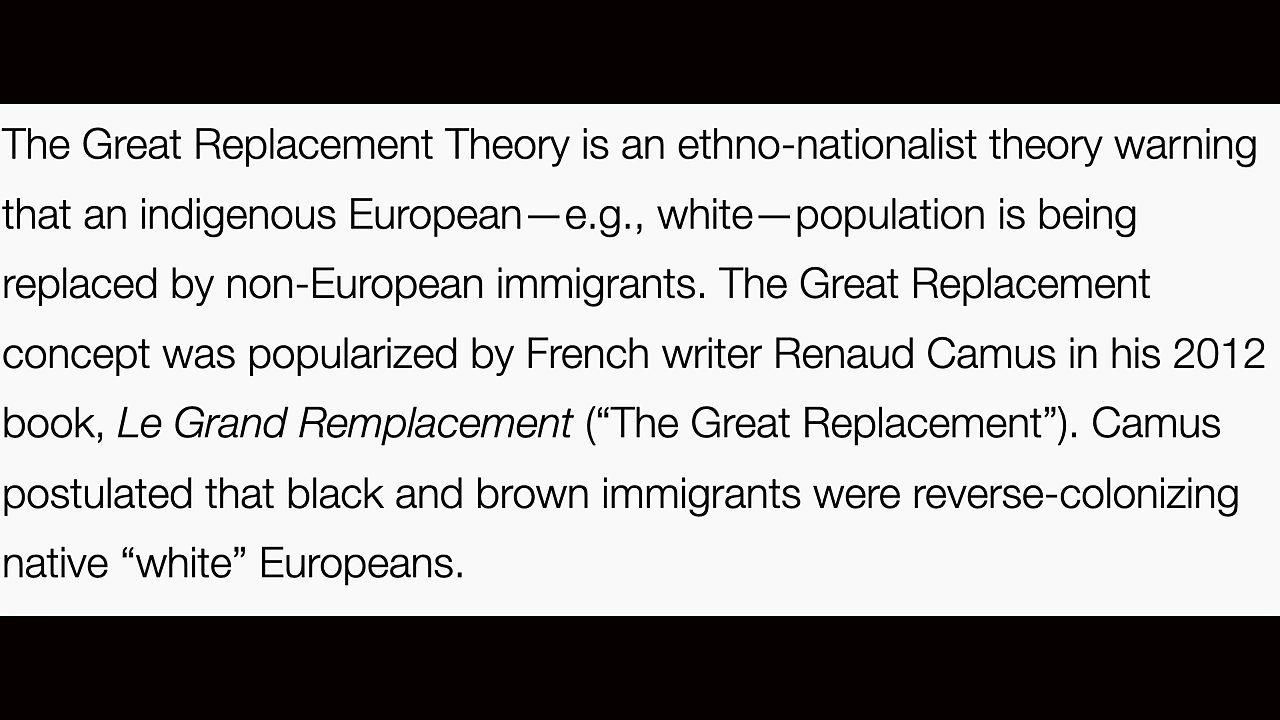 The Great Replacement Theory is an ethno-nationalist theory warning
that an indigenous European—e.g., white—population is being
replaced by non-European immigrants. The Great Replacement
concept was popularized by French writer Renaud Camus in his 2012
book, Le Grand Remplacement (“The Great Replacement”). Camus
postulated that black and brown immigrants were reverse-colonizing
native “white” Europeans.